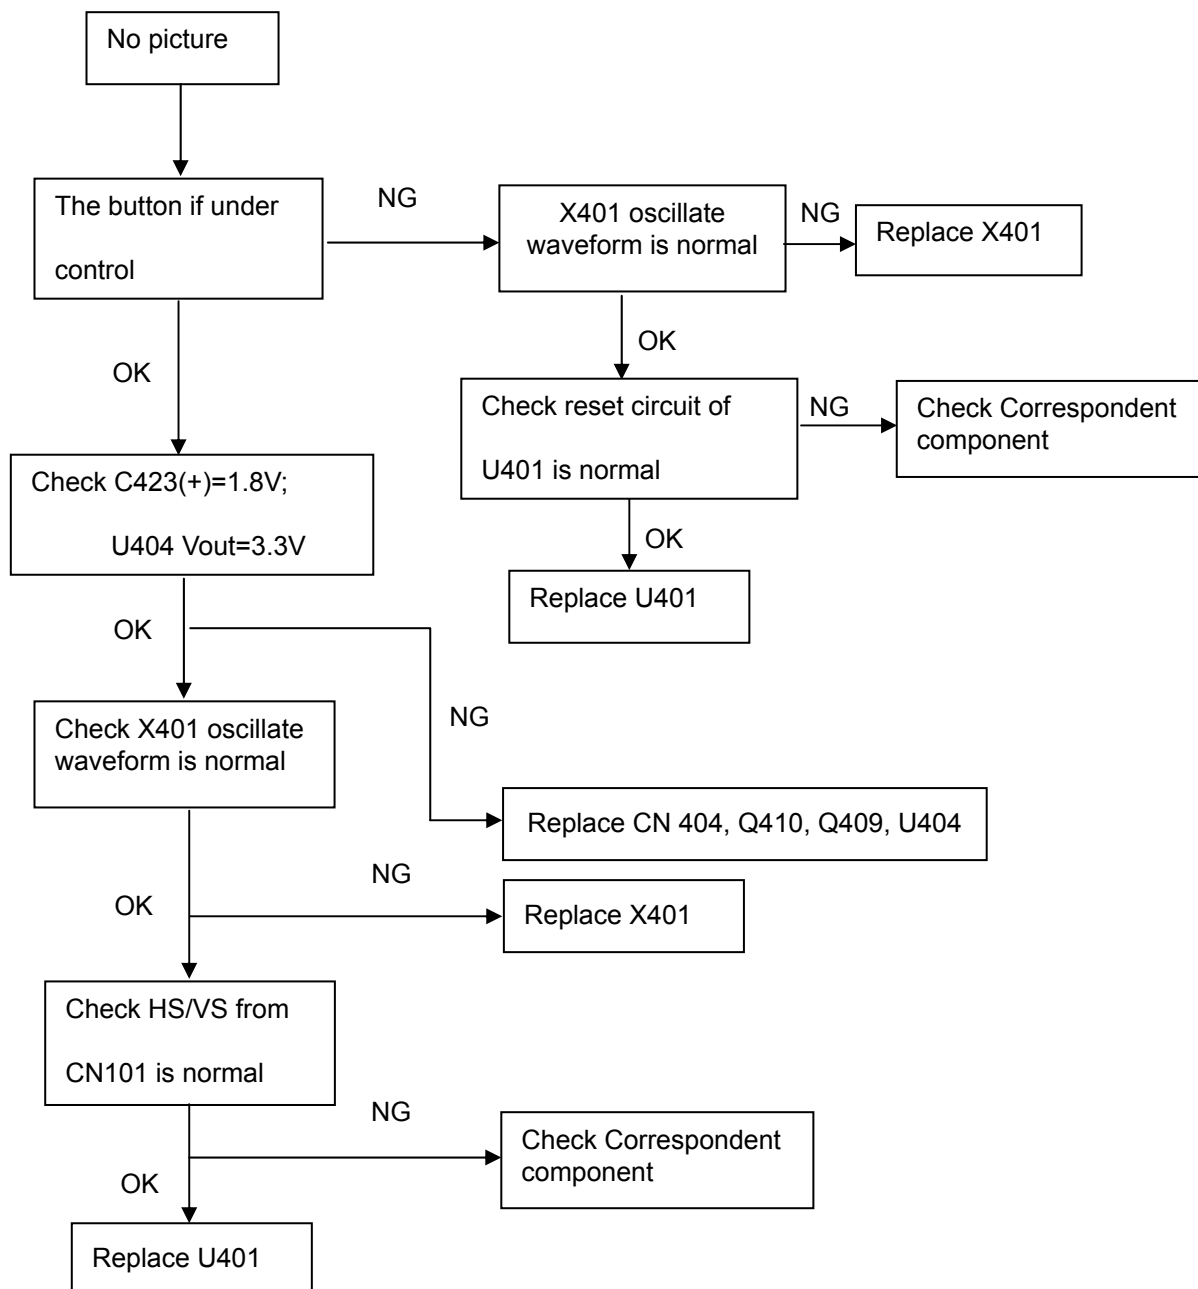 No picture
The button if under
control
NG
X401 oscillate
waveform is normal
NG
Replace X401
OK
OK
Check reset circuit of
U401 is normal
NG
Check Correspondent
component
OK
Replace U401
Check C423(+)=1.8V;
U404 Vout=3.3V
OK
NG
Replace CN 404, Q410, Q409, U404
Check X401 oscillate
waveform is normal
NG
Replace X401
OK
Check HS/VS from
CN101 is normal
NG
Check Correspondent
component
OK
Replace U401